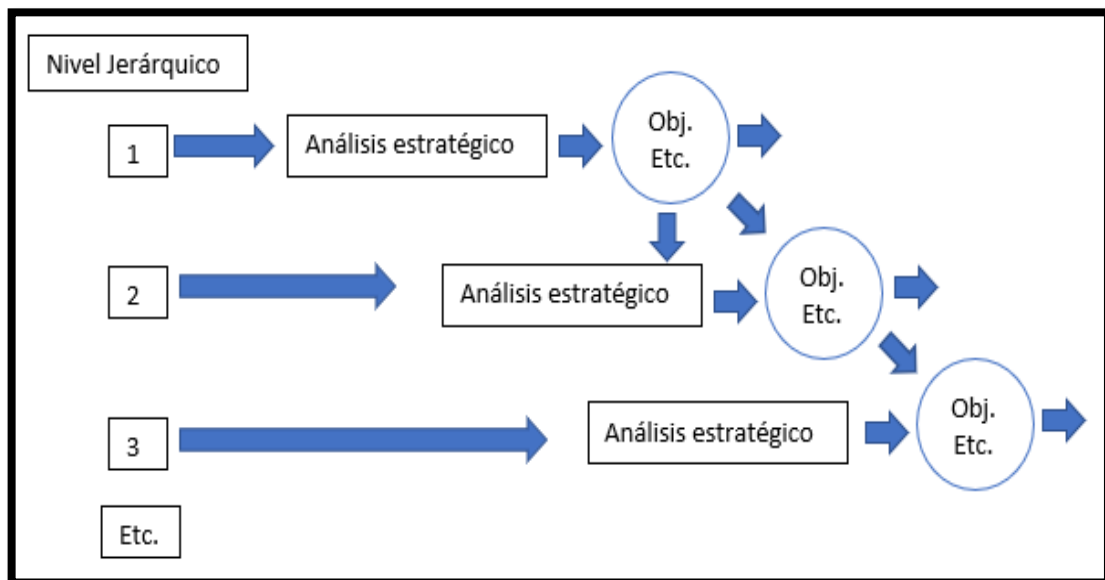 Nivel Jerárquico
1
Análisis estratégico
Obj.
Etc.
2
Análisis estratégico
Obj.
Etc.
3
Análisis estratégico
Obj.
Etc.
Etc.